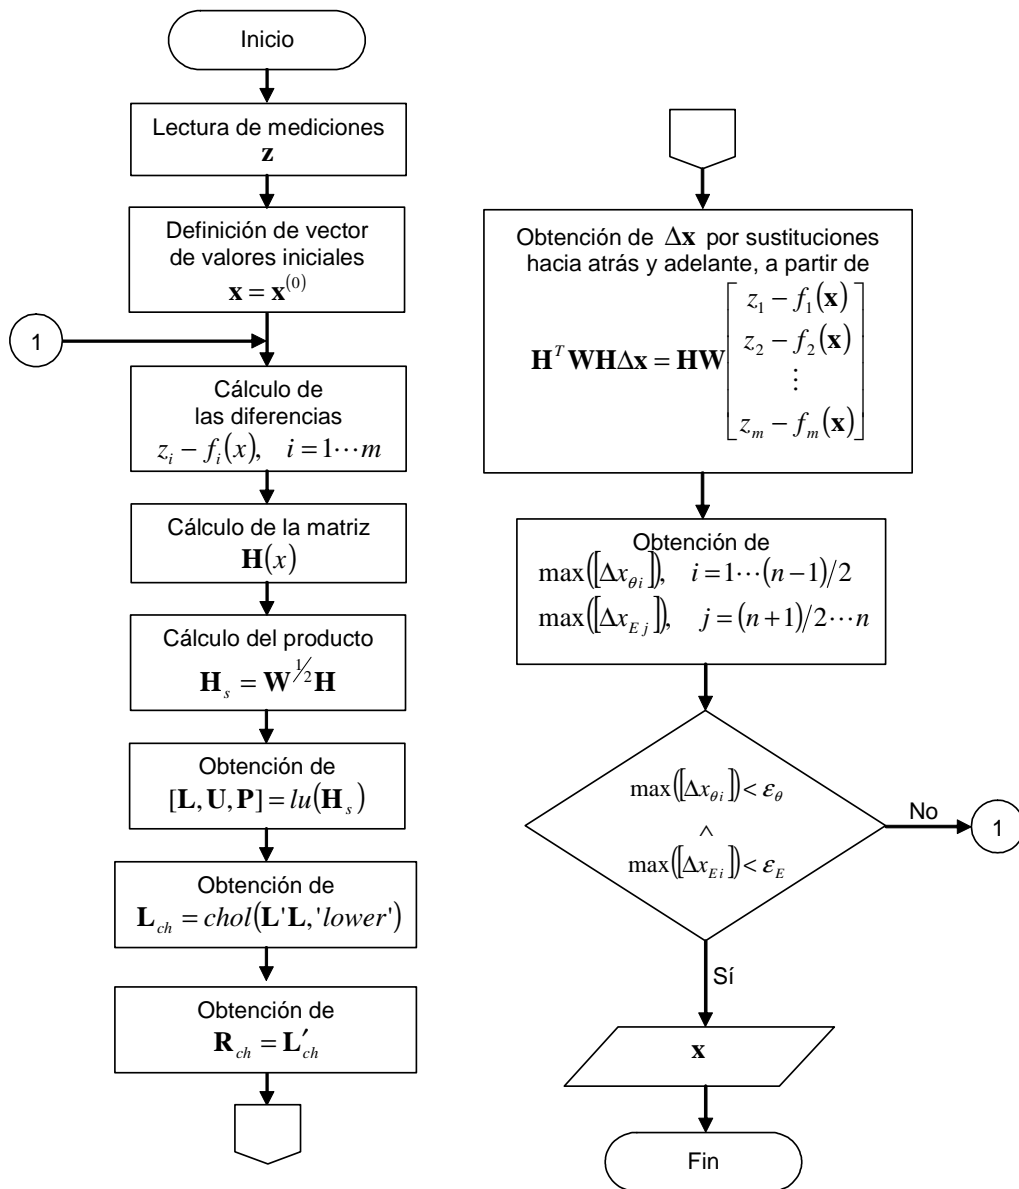 Inicio
Lectura de mediciones
z
Definición de vector
de valores iniciales
x = x⁽⁰⁾
1
Cálculo de
las diferencias
z_i − f_i(x), i = 1⋯m
Cálculo de la matriz
H(x)
Cálculo del producto
H_s = W^{1/2}H
Obtención de
[L, U, P] = lu(H_s)
Obtención de
L_ch = chol(L'L, 'lower')
Obtención de
R_ch = L′_ch
Obtención de Δx por sustituciones
hacia atrás y adelante, a partir de
H^T WHΔx = HW [z_1 − f_1(x)
z_2 − f_2(x)
⋮
z_m − f_m(x)]
Obtención de
max([Δx_θi]), i = 1⋯(n−1)/2
max([Δx_Ej]), j = (n+1)/2⋯n
max([Δx_θi]) < ε_θ
^
max([Δx_Ei]) < ε_E
No
1
Sí
x
Fin